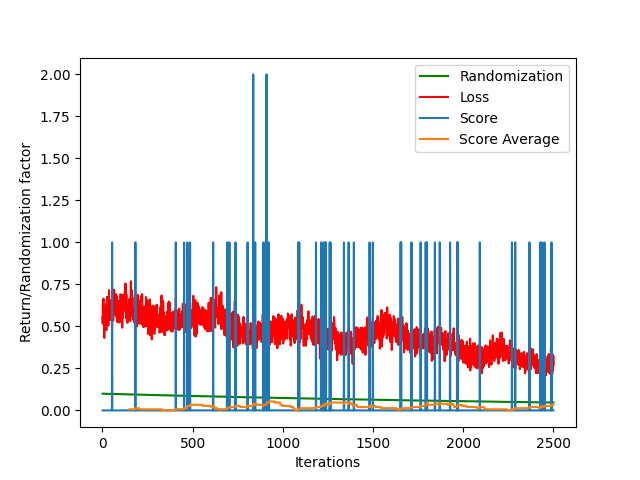 Randomization
Loss
Score
Score Average
2.00
1.75
1.50
1.25
1.00
0.75
0.50
0.25
0.00
Return/Randomization factor
0 500 1000 1500 2000 2500
Iterations